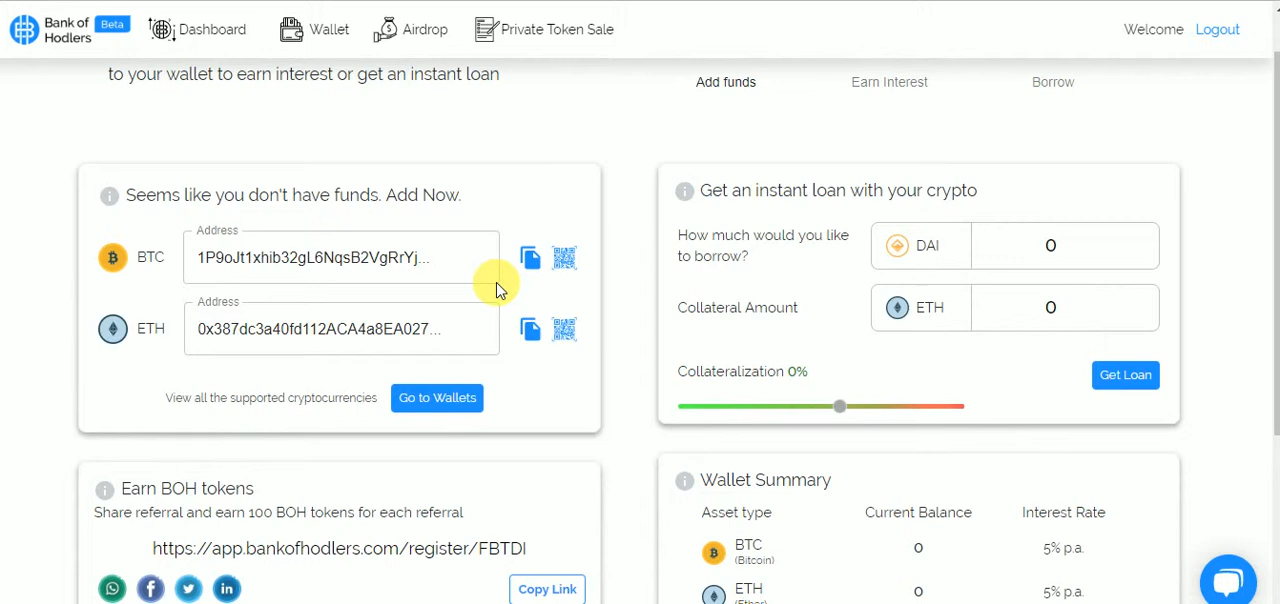 Bank of Hodlers Beta
Dashboard
Wallet
Airdrop
Private Token Sale
Welcome
Logout
to your wallet to earn interest or get an instant loan
Add funds
Earn Interest
Borrow
Seems like you don't have funds. Add Now.
Address
BTC
1P9oJt1xhib32gL6NqsB2VgRrYj...
Address
ETH
0x387dc3a40fd112ACA4a8EA027...
View all the supported cryptocurrencies
Go to Wallets
Get an instant loan with your crypto
How much would you like
to borrow?
DAI
0
Collateral Amount
ETH
0
Collateralization 0%
Get Loan
Earn BOH tokens
Share referral and earn 100 BOH tokens for each referral
https://app.bankofhodlers.com/register/FBTDI
Copy Link
Wallet Summary
Asset type
Current Balance
Interest Rate
BTC
(Bitcoin)
0
5% p.a.
ETH
(Ether)
0
5% p.a.